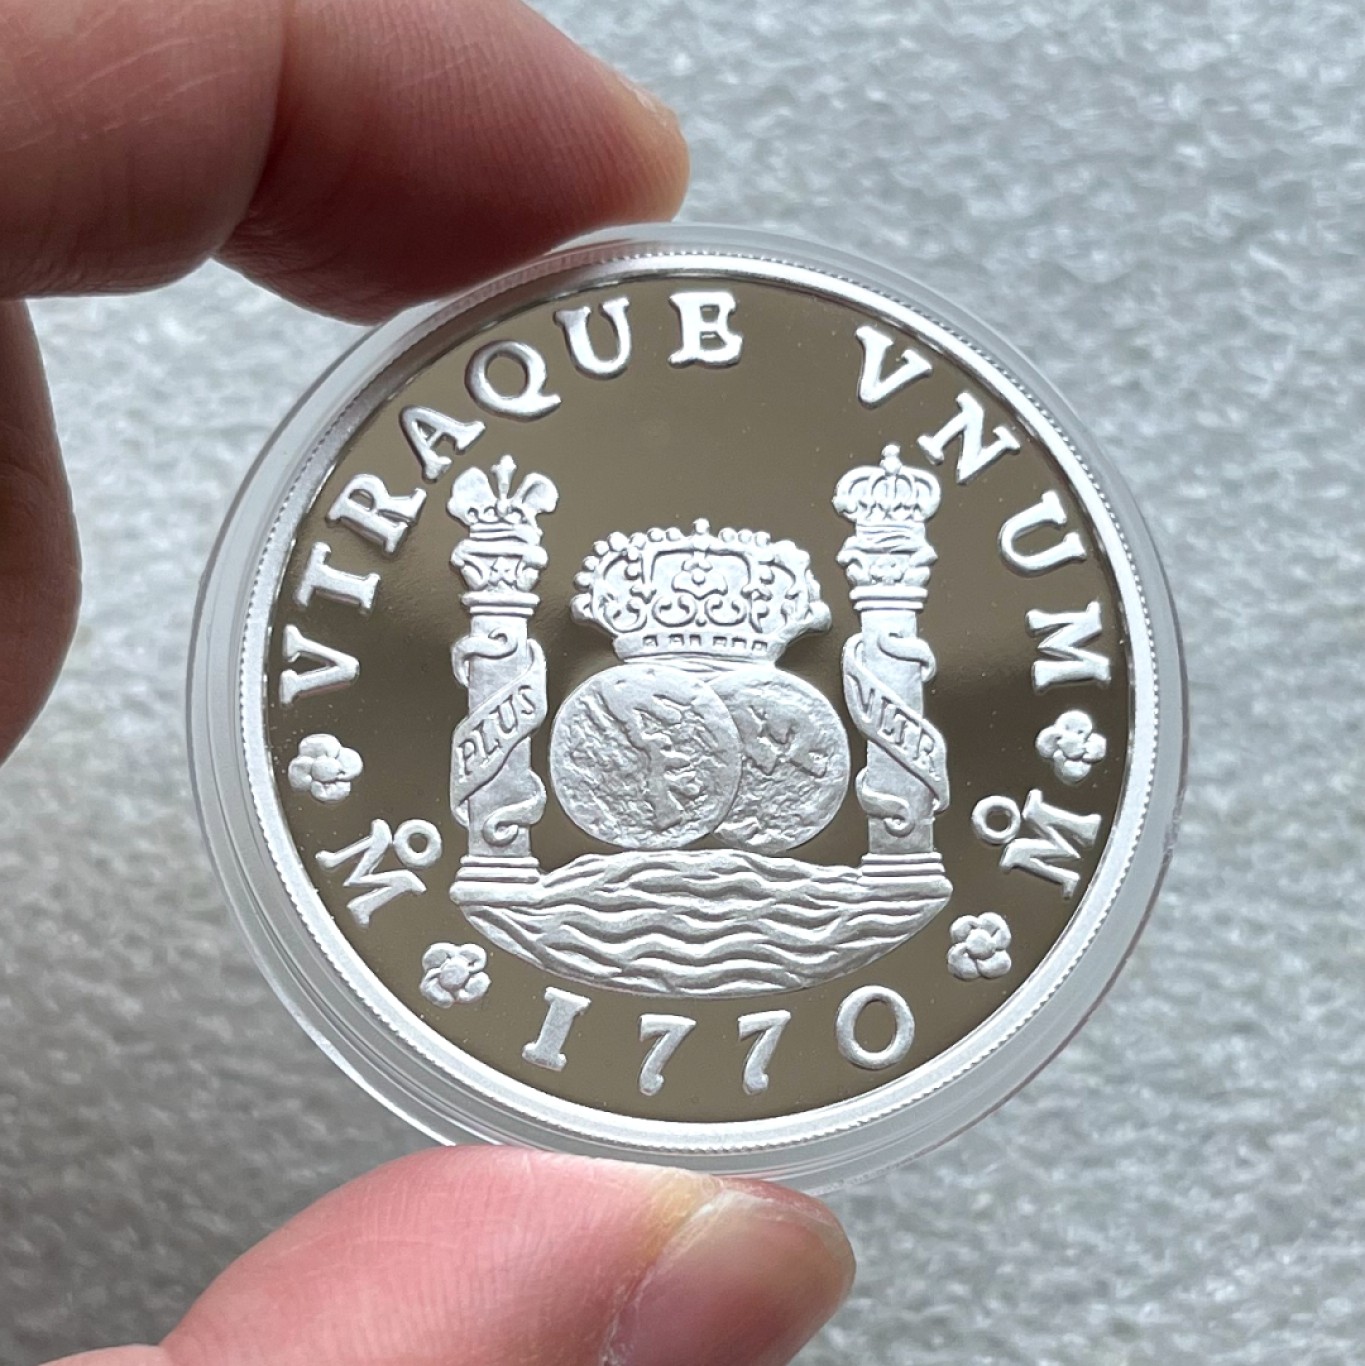 VTRAQUE VNUM
PLUS
VLTR
M̊
1770
M̊